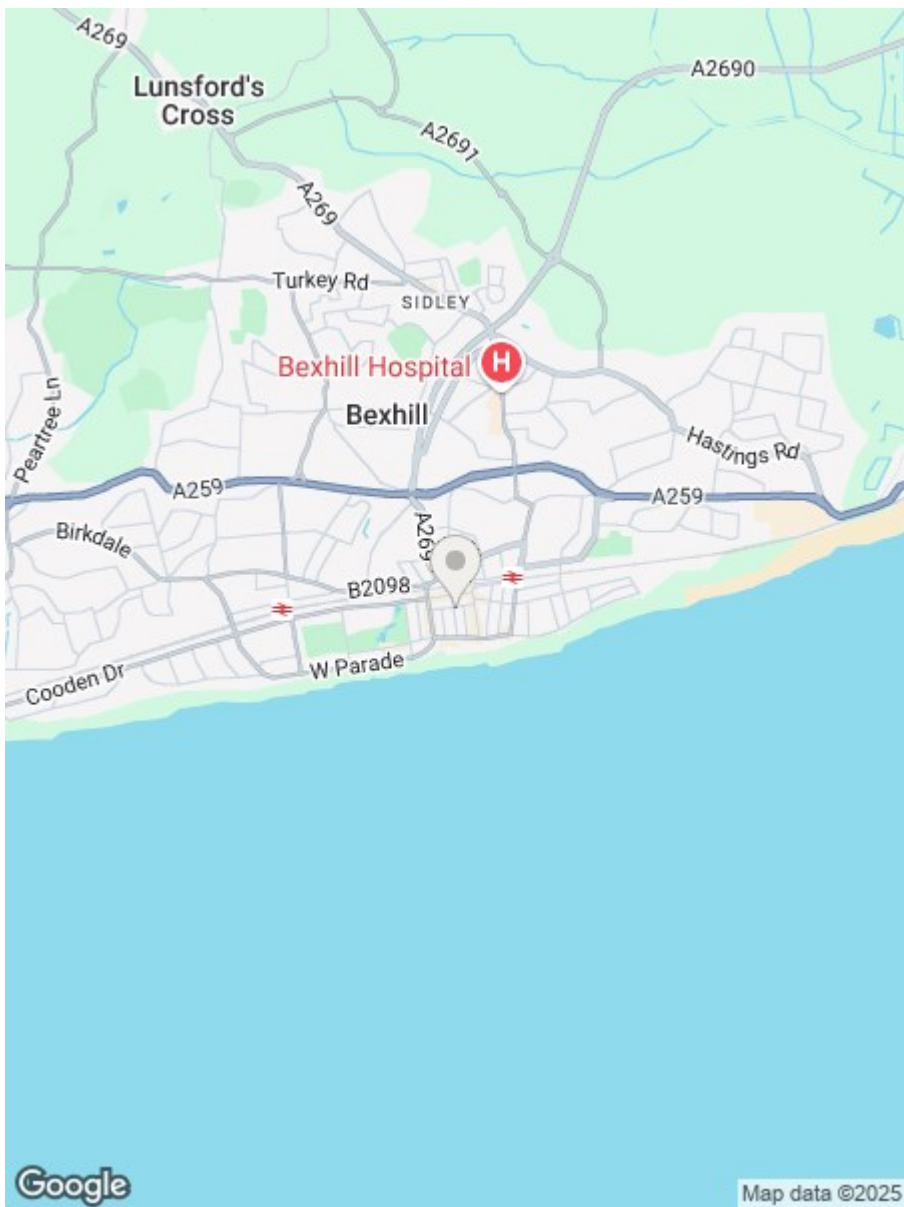 A269
A2690
Lunsford's
Cross
A2697
A269
Turkey Rd
SIDLEY
Bexhill Hospital
H
Bexhill
Peartree Ln
Hastings Rd
A259
A259
Birkdale
A269
B2098
W Parade
Cooden Dr
Google
Map data ©2025